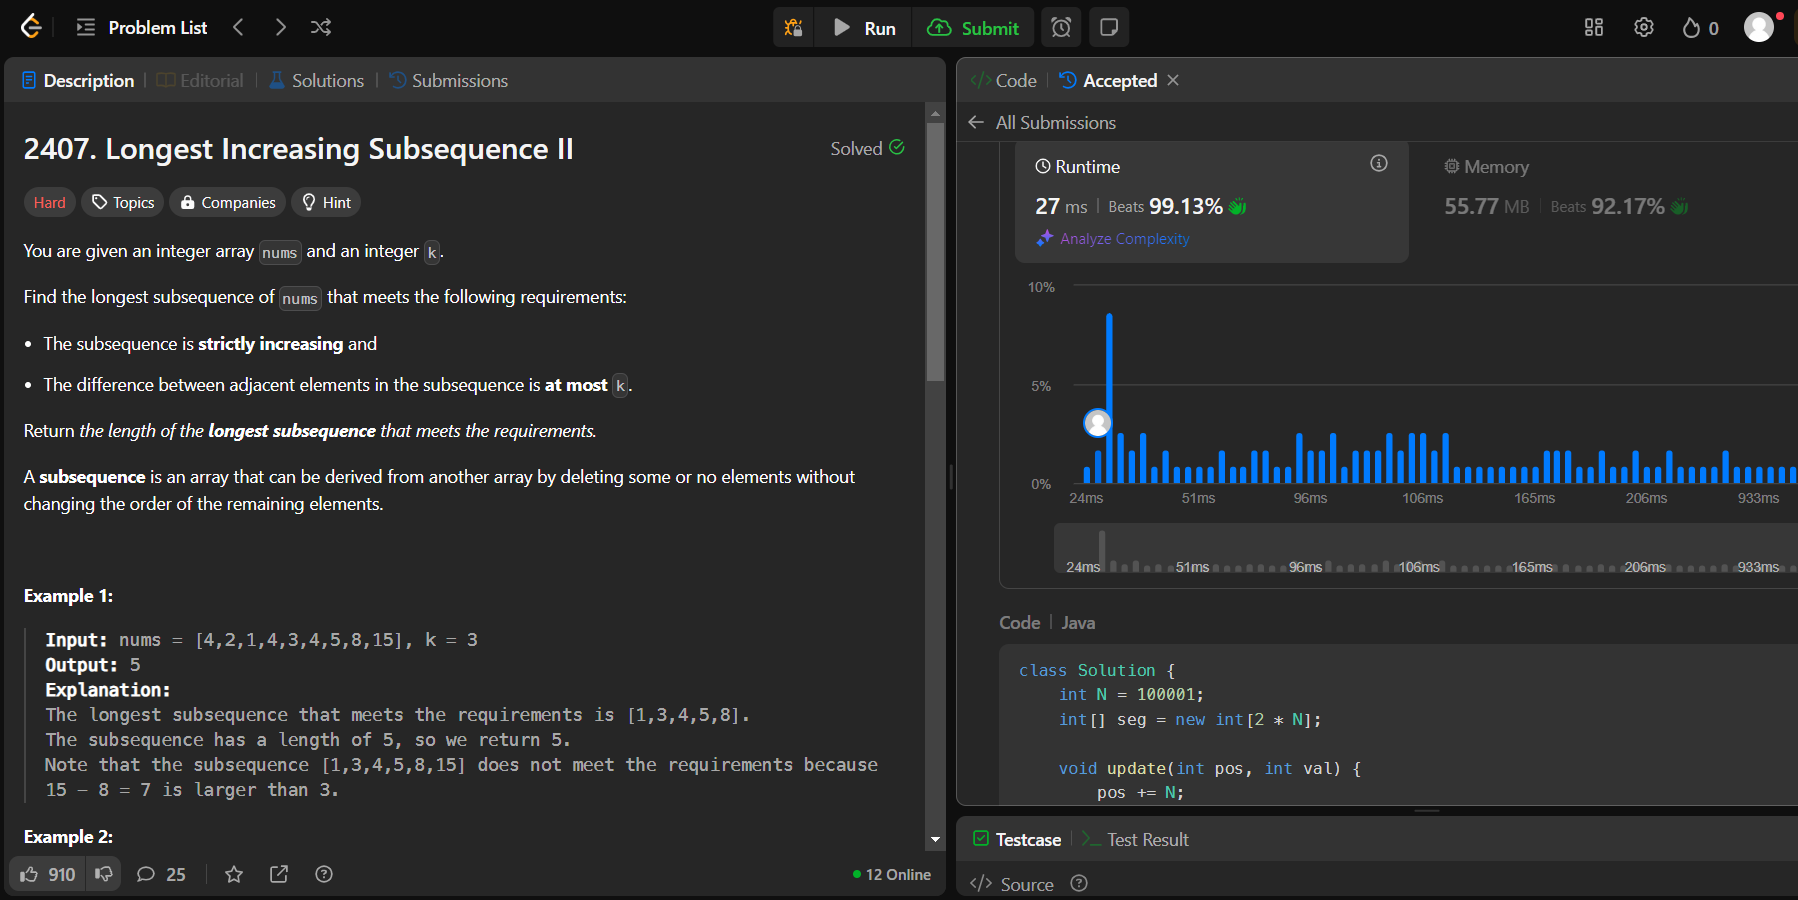 Problem List
Run
Submit
0
Description
Editorial
Solutions
Submissions
2407. Longest Increasing Subsequence II
Solved
Hard
Topics
Companies
Hint
You are given an integer array nums and an integer k.
Find the longest subsequence of nums that meets the following requirements:
• The subsequence is strictly increasing and
• The difference between adjacent elements in the subsequence is at most k.
Return the length of the longest subsequence that meets the requirements.
A subsequence is an array that can be derived from another array by deleting some or no elements without
changing the order of the remaining elements.
Example 1:
Input: nums = [4,2,1,4,3,4,5,8,15], k = 3
Output: 5
Explanation:
The longest subsequence that meets the requirements is [1,3,4,5,8].
The subsequence has a length of 5, so we return 5.
Note that the subsequence [1,3,4,5,8,15] does not meet the requirements because
15 - 8 = 7 is larger than 3.
Example 2:
910
25
12 Online
Code
Accepted
All Submissions
Runtime
27 ms | Beats 99.13%
Analyze Complexity
Memory
55.77 MB | Beats 92.17%
10%
5%
0%
24ms 51ms 96ms 106ms 165ms 206ms 933ms
24ms 51ms 96ms 106ms 165ms 206ms 933ms
Code | Java
class Solution {
int N = 100001;
int[] seg = new int[2 * N];
void update(int pos, int val) {
pos += N;
Testcase
Test Result
Source